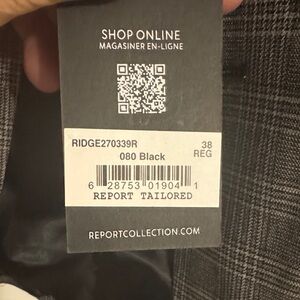 SHOP ONLINE
MAGASINER EN-LIGNE
RIDGE270339R
38
080 Black
REG
6 28753 01904 1
REPORT TAILORED
REPORTCOLLECTION.COM